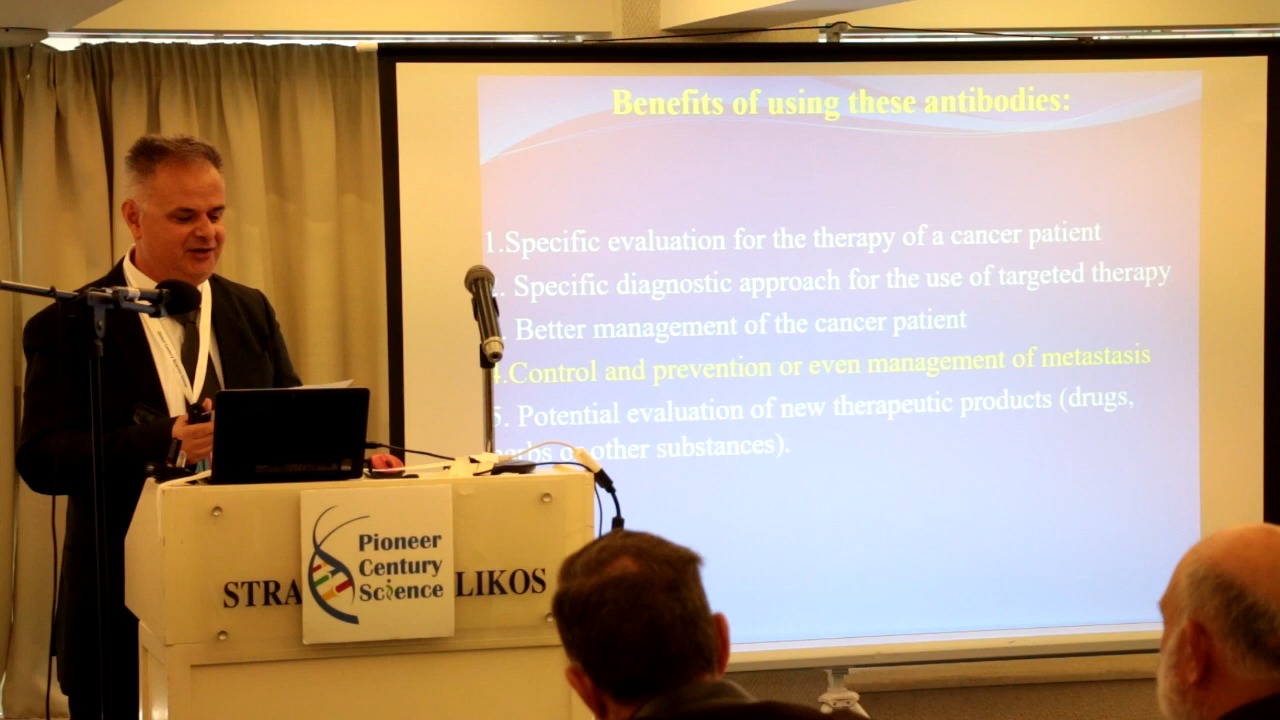 Benefits of using these antibodies:
1.Specific evaluation for the therapy of a cancer patient
. Specific diagnostic approach for the use of targeted therapy
. Better management of the cancer patient
4.Control and prevention or even management of metastasis
5. Potential evaluation of new therapeutic products (drugs,
other substances).
Pioneer
Century
Science
STRA LIKOS